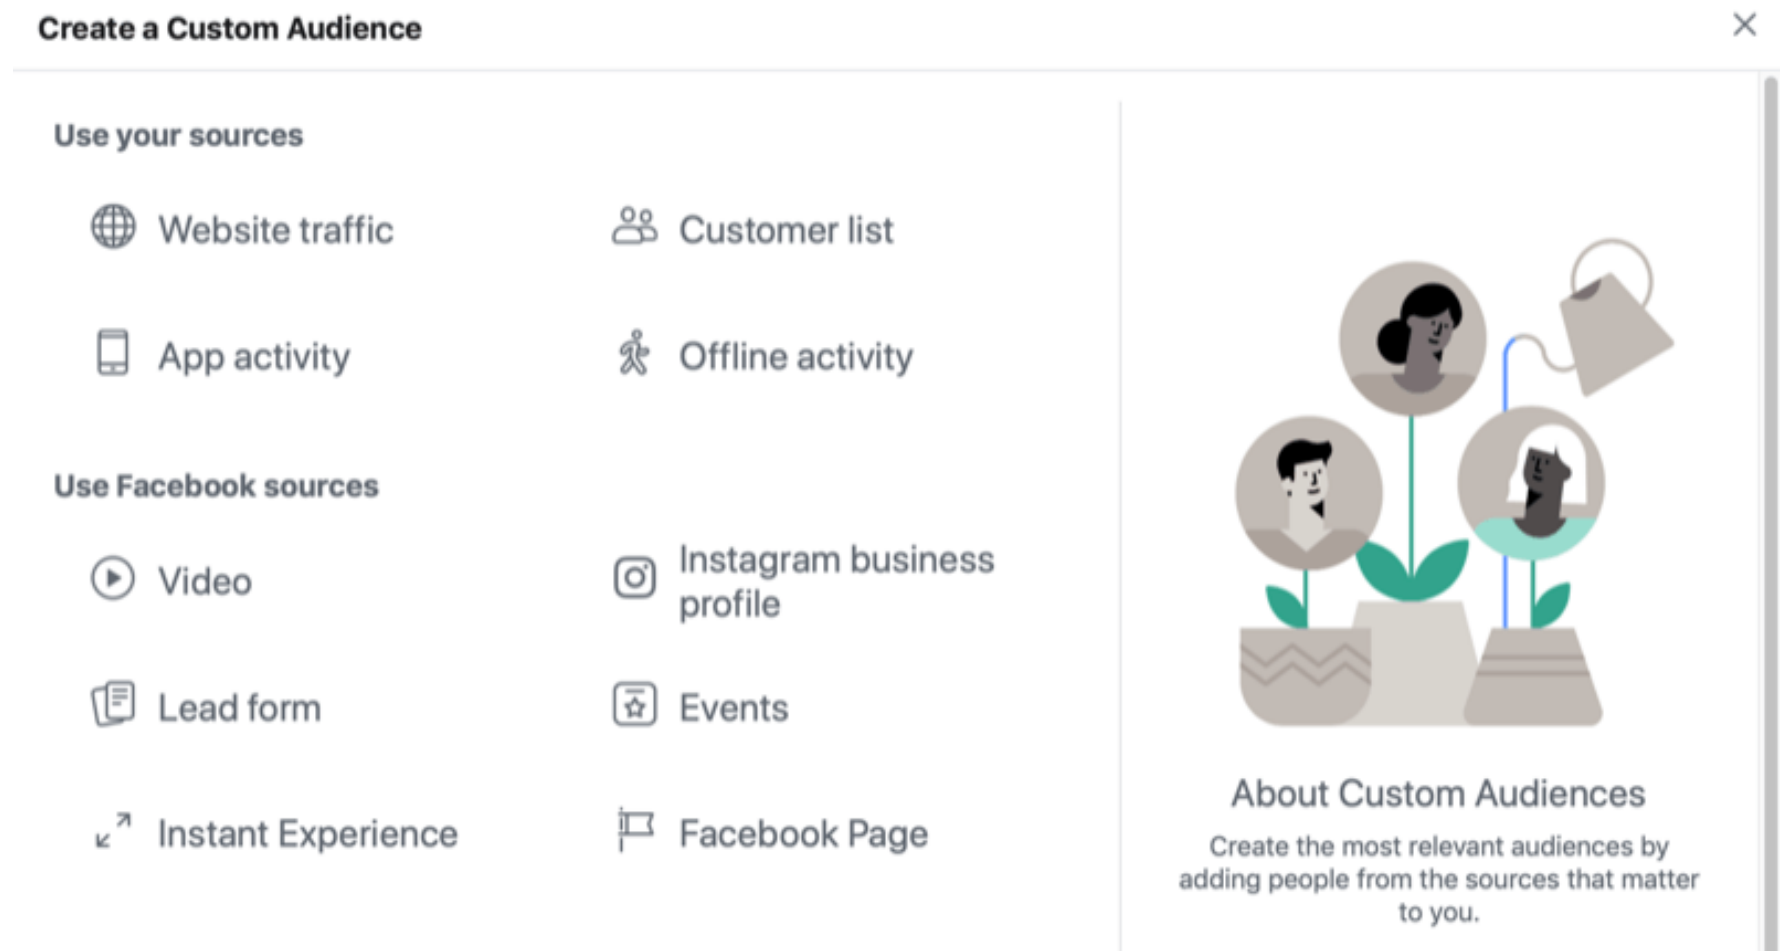 Create a Custom Audience
Use your sources
Website traffic
Customer list
App activity
Offline activity
Use Facebook sources
Video
Instagram business
profile
Lead form
Events
Instant Experience
Facebook Page
About Custom Audiences
Create the most relevant audiences by
adding people from the sources that matter
to you.